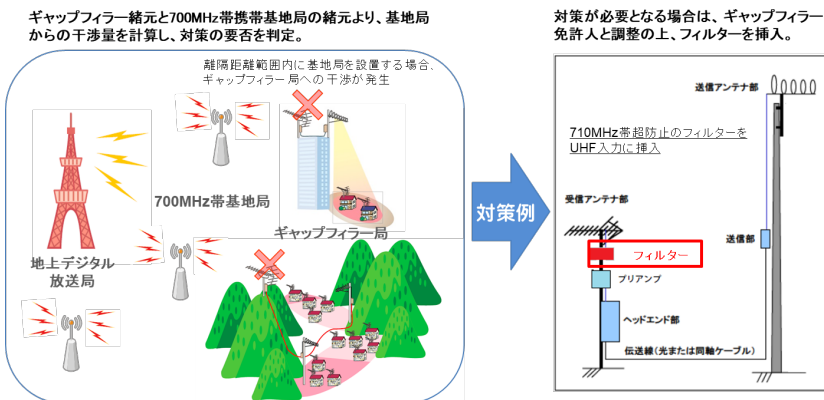 ギャップフィラー緒元と700MHz帯携帯基地局の緒元より、基地局
からの干渉量を計算し、対策の要否を判定。
離隔距離範囲内に基地局を設置する場合、
ギャップフィラー局への干渉が発生
700MHz帯基地局
ギャップフィラー局
地上デジタル
放送局
対策例
対策が必要となる場合は、ギャップフィラー
免許人と調整の上、フィルターを挿入。
送信アンテナ部
710MHz帯超防止のフィルターを
UHF入力に挿入
受信アンテナ部
送信部
フィルター
プリアンプ
ヘッドエンド部
伝送線(光または同軸ケーブル)